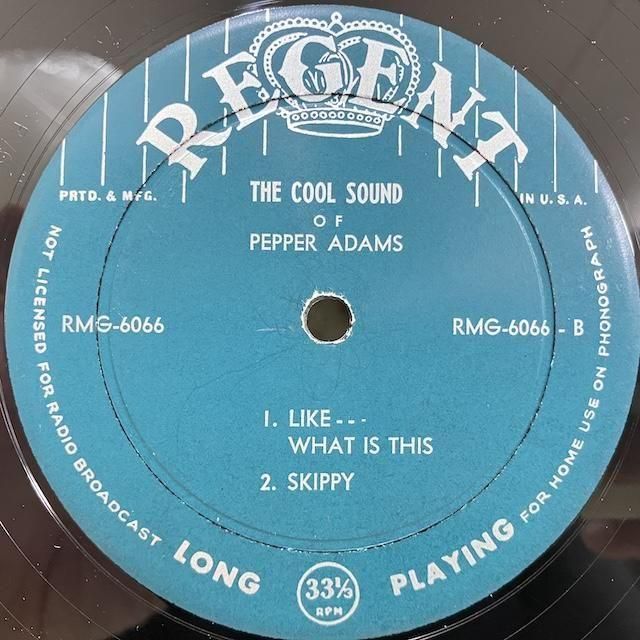 REGENT
PRTD. & MFG. IN U.S.A.
THE COOL SOUND
OF
PEPPER ADAMS
RMG-6066 RMG-6066 - B
1. LIKE---
WHAT IS THIS
2. SKIPPY
NOT LICENSED FOR RADIO BROADCAST LONG PLAYING FOR HOME USE ON PHONOGRAPH
33⅓
RPM